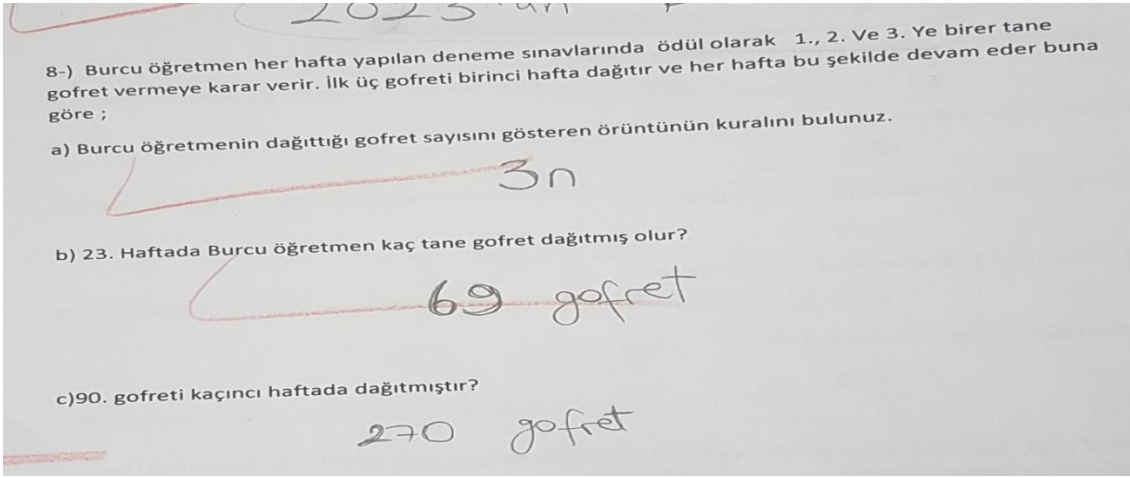 2023'ün
8-) Burcu öğretmen her hafta yapılan deneme sınavlarında ödül olarak 1., 2. Ve 3. Ye birer tane
gofret vermeye karar verir. İlk üç gofreti birinci hafta dağıtır ve her hafta bu şekilde devam eder buna
göre ;
a) Burcu öğretmenin dağıttığı gofret sayısını gösteren örüntünün kuralını bulunuz.
3n
b) 23. Haftada Burcu öğretmen kaç tane gofret dağıtmış olur?
69 gofret
c)90. gofreti kaçıncı haftada dağıtmıştır?
270 gofret